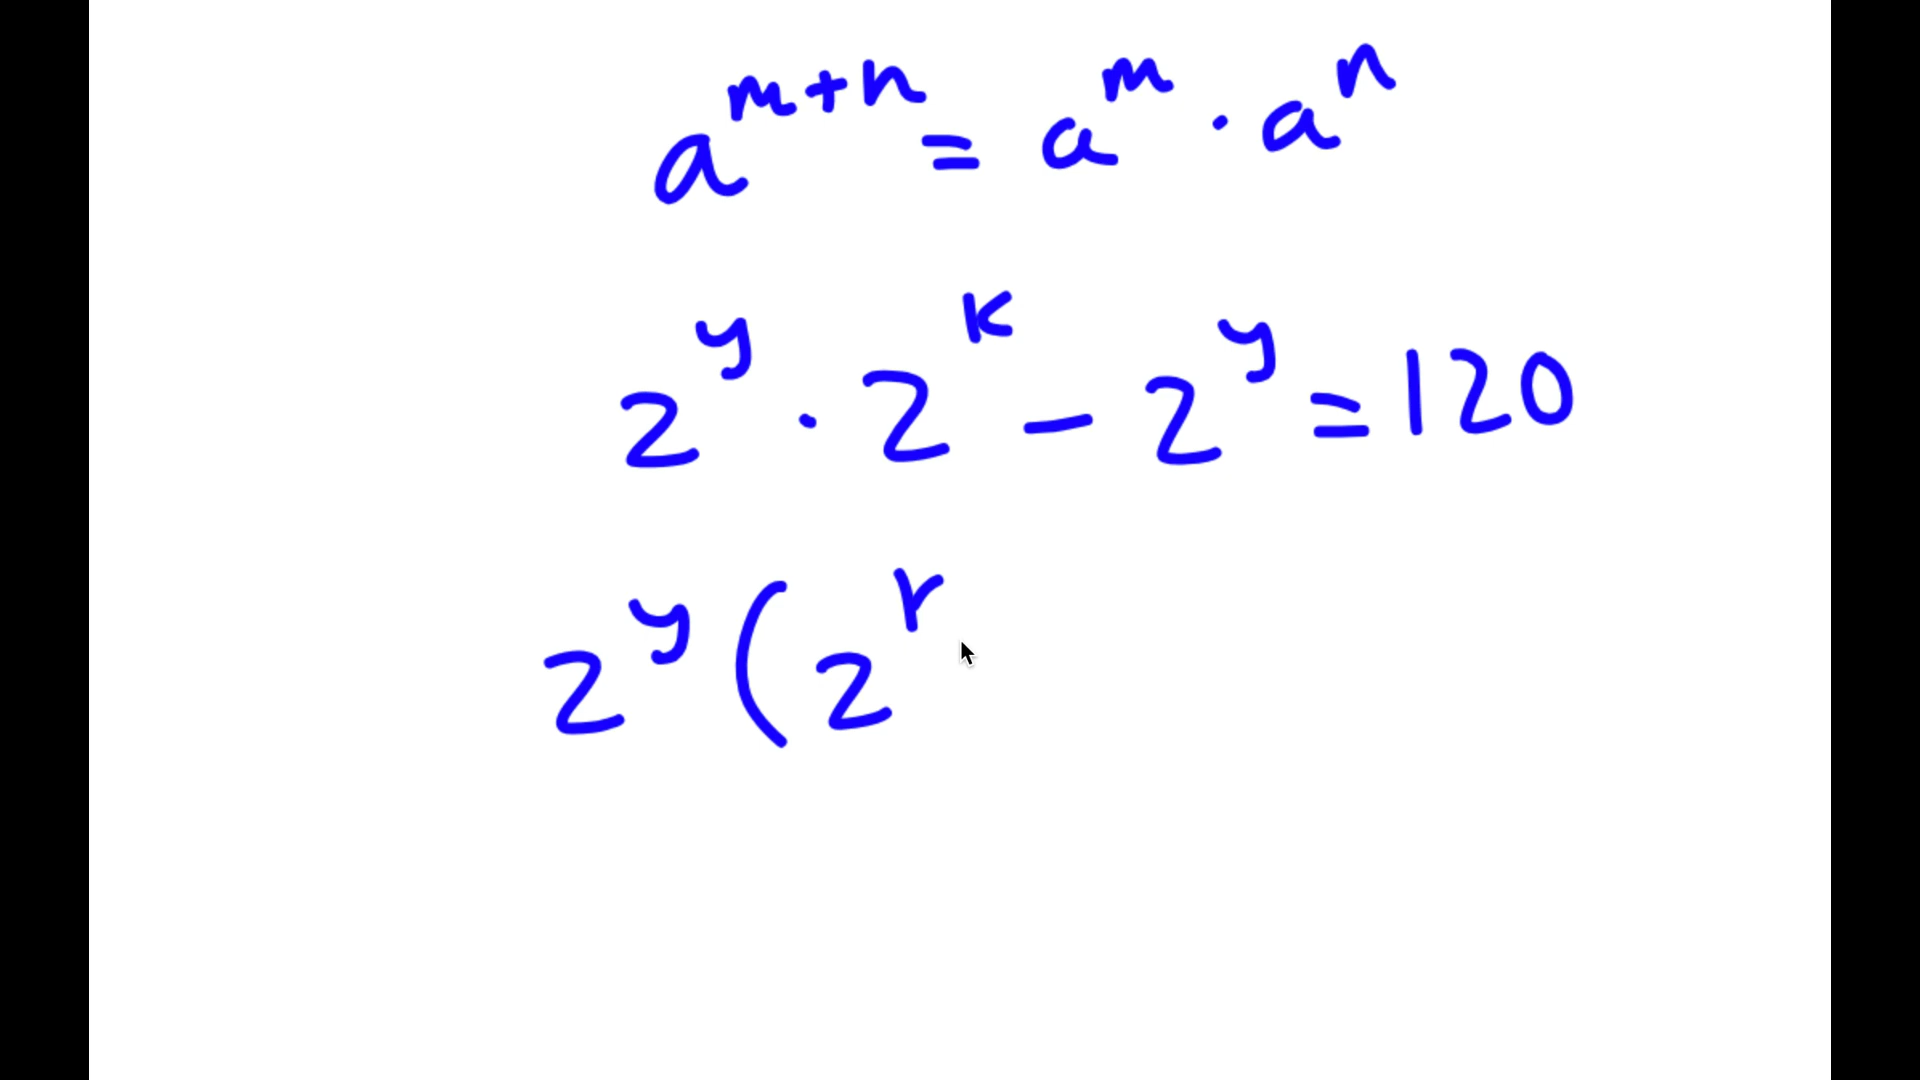 a^{m+n} = a^m · a^n
2^y · 2^k - 2^y = 120
2^y (2^r